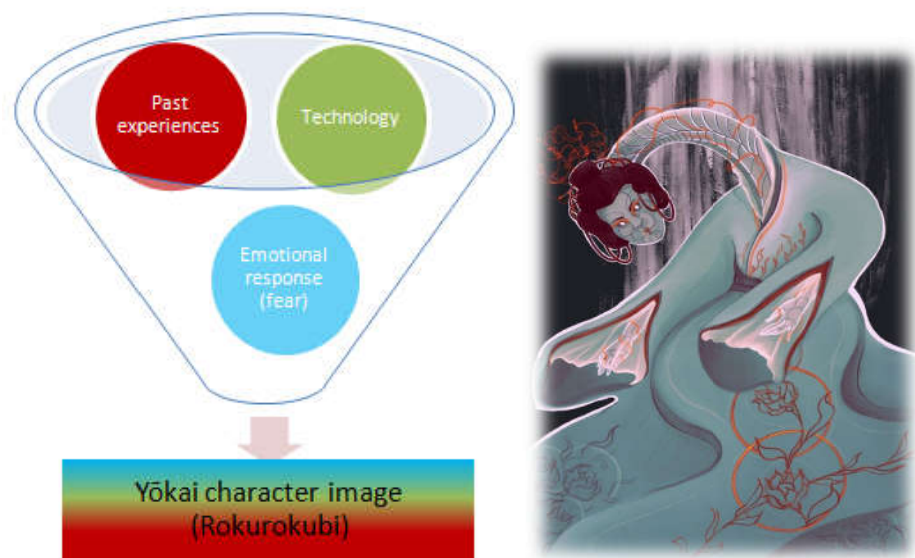 Past
experiences
Technology
Emotional
response
(fear)
Yōkai character image
(Rokurokubi)